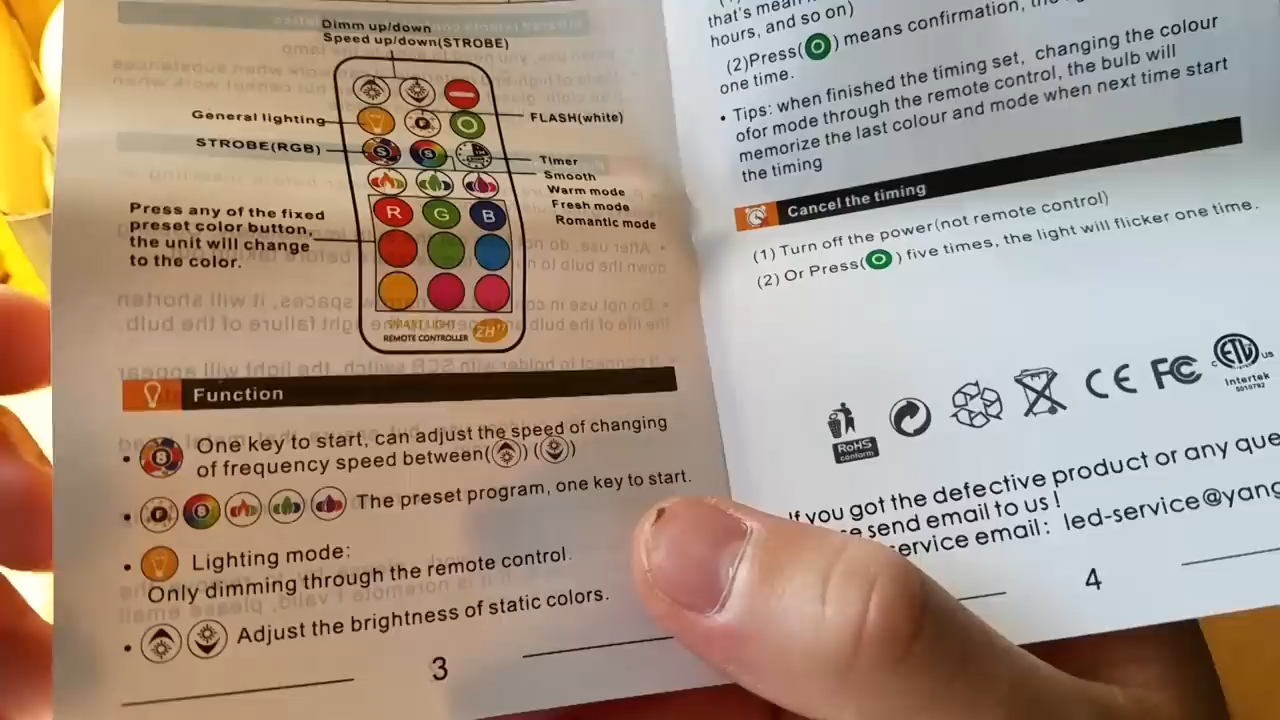 Dimm up/down
Speed up/down(STROBE)
General lighting
FLASH(white)
STROBE(RGB)
Timer
Smooth
Warm mode
Fresh mode
Romantic mode
Press any of the fixed
preset color button,
the unit will change
to the color.
R G B
SMART LIGHT
REMOTE CONTROLLER
ZH
Function
• One key to start, can adjust the speed of changing
of frequency speed between( ) ( )
• The preset program, one key to start.
• Lighting mode:
Only dimming through the remote control.
• Adjust the brightness of static colors.
3
that's mean
hours, and so on)
(2)Press( ) means confirmation,
one time.
• Tips: when finished the timing set, changing the colour
ofor mode through the remote control, the bulb will
memorize the last colour and mode when next time start
the timing
Cancel the timing
(1) Turn off the power(not remote control)
(2) Or Press( ) five times, the light will flicker one time.
RoHS
conform
CE FC
c ETL us
Intertek
If you got the defective product or any que
send email to us !
ervice email: led-service@yang
4